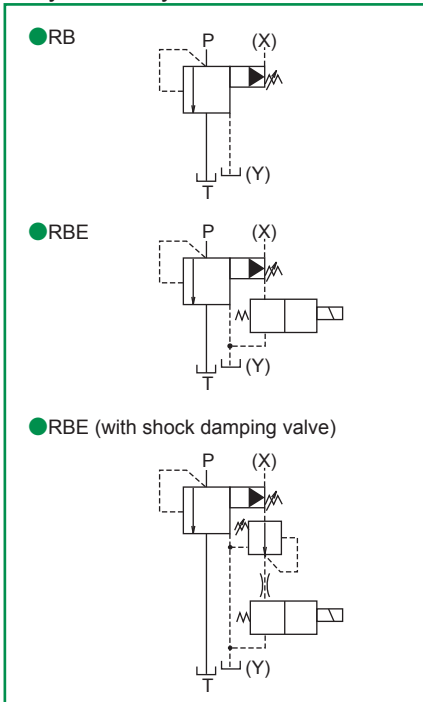 ●RB
P (X)
(Y)
T
●RBE
P (X)
(Y)
T
●RBE (with shock damping valve)
P (X)
(Y)
T